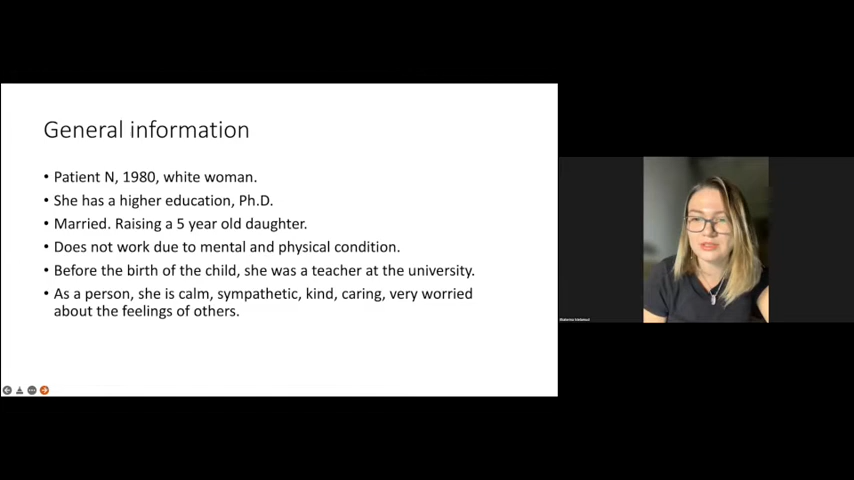 General information
• Patient N, 1980, white woman.
• She has a higher education, Ph.D.
• Married. Raising a 5 year old daughter.
• Does not work due to mental and physical condition.
• Before the birth of the child, she was a teacher at the university.
• As a person, she is calm, sympathetic, kind, caring, very worried
about the feelings of others.